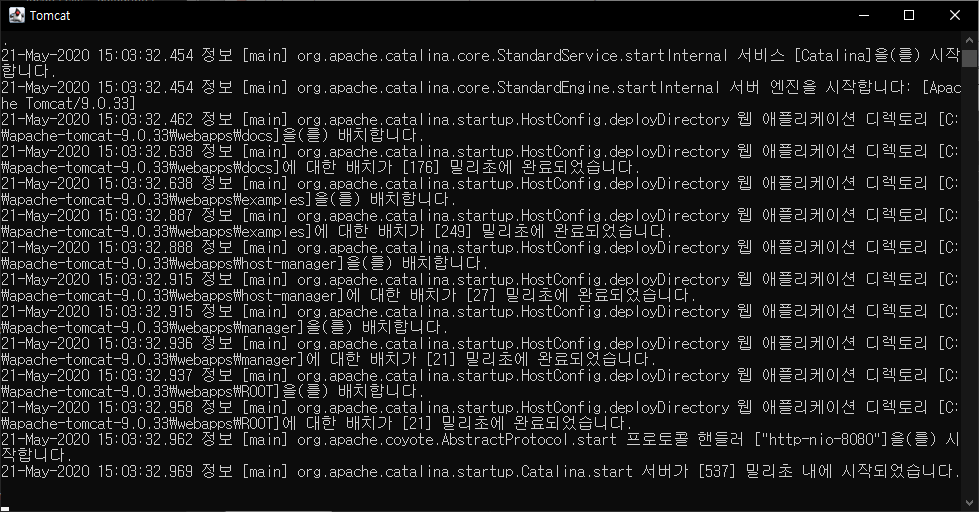 Tomcat
.
21-May-2020 15:03:32.454 정보 [main] org.apache.catalina.core.StandardService.startInternal 서비스 [Catalina]을(를) 시작
합니다.
21-May-2020 15:03:32.454 정보 [main] org.apache.catalina.core.StandardEngine.startInternal 서버 엔진을 시작합니다: [Apac
he Tomcat/9.0.33]
21-May-2020 15:03:32.462 정보 [main] org.apache.catalina.startup.HostConfig.deployDirectory 웹 애플리케이션 디렉토리 [C:
₩apache-tomcat-9.0.33₩webapps₩docs]을(를) 배치합니다.
21-May-2020 15:03:32.638 정보 [main] org.apache.catalina.startup.HostConfig.deployDirectory 웹 애플리케이션 디렉토리 [C:
₩apache-tomcat-9.0.33₩webapps₩docs]에 대한 배치가 [176] 밀리초에 완료되었습니다.
21-May-2020 15:03:32.638 정보 [main] org.apache.catalina.startup.HostConfig.deployDirectory 웹 애플리케이션 디렉토리 [C:
₩apache-tomcat-9.0.33₩webapps₩examples]을(를) 배치합니다.
21-May-2020 15:03:32.887 정보 [main] org.apache.catalina.startup.HostConfig.deployDirectory 웹 애플리케이션 디렉토리 [C:
₩apache-tomcat-9.0.33₩webapps₩examples]에 대한 배치가 [249] 밀리초에 완료되었습니다.
21-May-2020 15:03:32.888 정보 [main] org.apache.catalina.startup.HostConfig.deployDirectory 웹 애플리케이션 디렉토리 [C:
₩apache-tomcat-9.0.33₩webapps₩host-manager]을(를) 배치합니다.
21-May-2020 15:03:32.915 정보 [main] org.apache.catalina.startup.HostConfig.deployDirectory 웹 애플리케이션 디렉토리 [C:
₩apache-tomcat-9.0.33₩webapps₩host-manager]에 대한 배치가 [27] 밀리초에 완료되었습니다.
21-May-2020 15:03:32.915 정보 [main] org.apache.catalina.startup.HostConfig.deployDirectory 웹 애플리케이션 디렉토리 [C:
₩apache-tomcat-9.0.33₩webapps₩manager]을(를) 배치합니다.
21-May-2020 15:03:32.936 정보 [main] org.apache.catalina.startup.HostConfig.deployDirectory 웹 애플리케이션 디렉토리 [C:
₩apache-tomcat-9.0.33₩webapps₩manager]에 대한 배치가 [21] 밀리초에 완료되었습니다.
21-May-2020 15:03:32.937 정보 [main] org.apache.catalina.startup.HostConfig.deployDirectory 웹 애플리케이션 디렉토리 [C:
₩apache-tomcat-9.0.33₩webapps₩ROOT]을(를) 배치합니다.
21-May-2020 15:03:32.958 정보 [main] org.apache.catalina.startup.HostConfig.deployDirectory 웹 애플리케이션 디렉토리 [C:
₩apache-tomcat-9.0.33₩webapps₩ROOT]에 대한 배치가 [21] 밀리초에 완료되었습니다.
21-May-2020 15:03:32.962 정보 [main] org.apache.coyote.AbstractProtocol.start 프로토콜 핸들러 ["http-nio-8080"]을(를) 시
작합니다.
21-May-2020 15:03:32.969 정보 [main] org.apache.catalina.startup.Catalina.start 서버가 [537] 밀리초 내에 시작되었습니다.